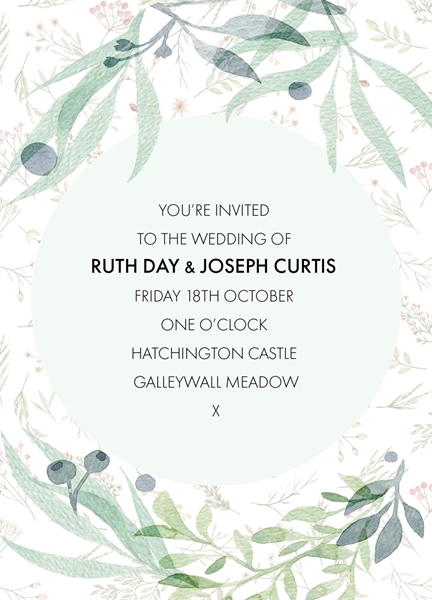 YOU'RE INVITED
TO THE WEDDING OF
RUTH DAY & JOSEPH CURTIS
FRIDAY 18TH OCTOBER
ONE O'CLOCK
HATCHINGTON CASTLE
GALLEYWALL MEADOW
X